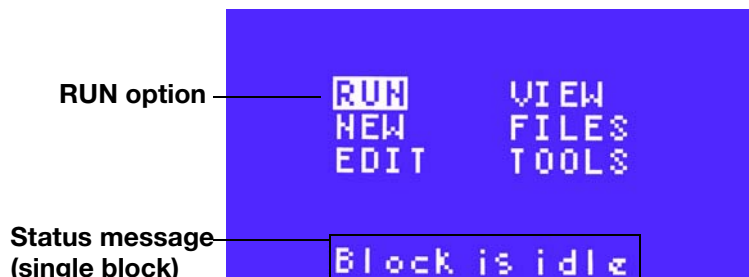 RUN option
RUN VIEW
NEW FILES
EDIT TOOLS
Status message
(single block)
Block is idle